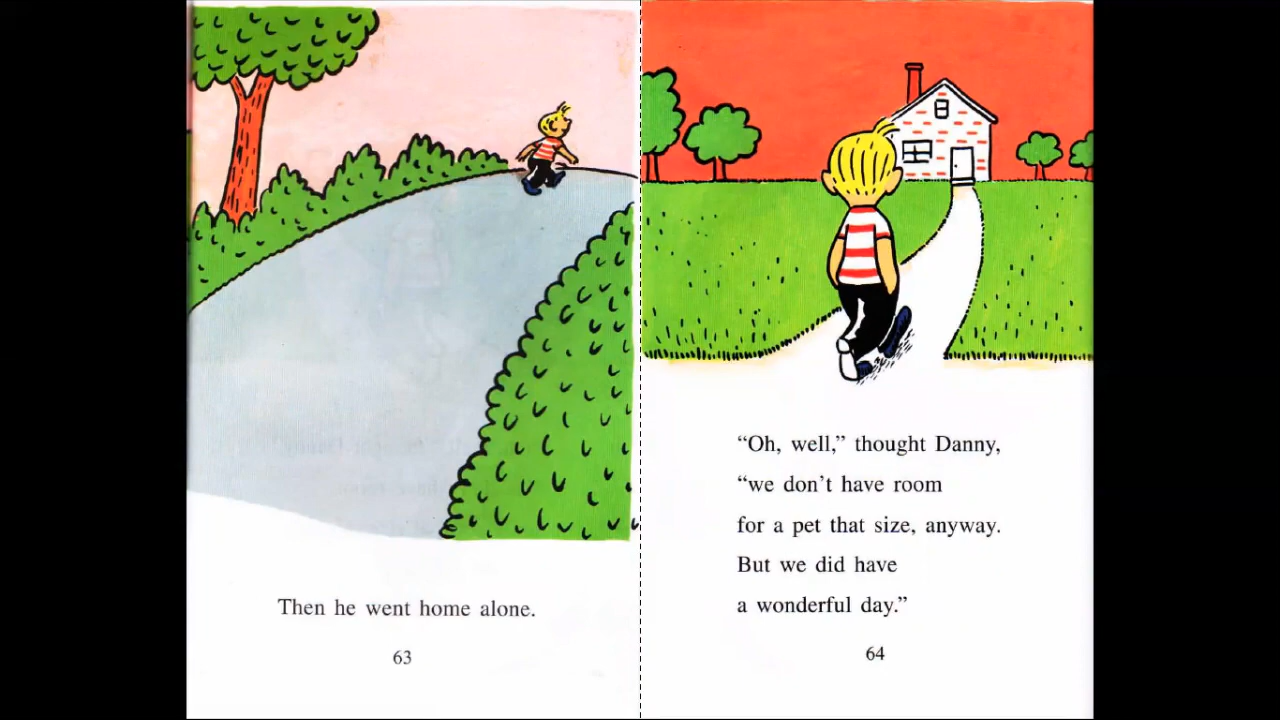 Then he went home alone.
63
“Oh, well,” thought Danny,
“we don’t have room
for a pet that size, anyway.
But we did have
a wonderful day.”
64